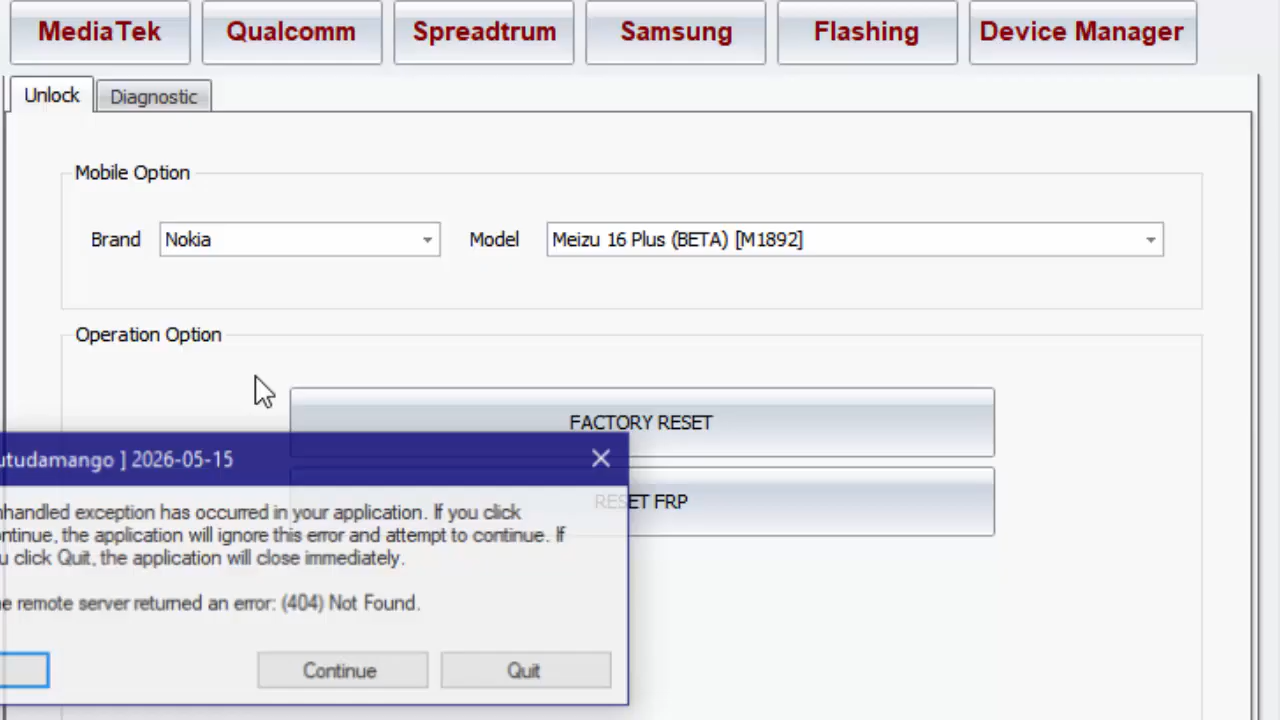 MediaTek Qualcomm Spreadtrum Samsung Flashing Device Manager
Unlock Diagnostic
Mobile Option
Brand Nokia Model Meizu 16 Plus (BETA) [M1892]
Operation Option
FACTORY RESET
RESET FRP
utudamango ] 2026-05-15
nhandled exception has occurred in your application. If you click
ontinue, the application will ignore this error and attempt to continue. If
u click Quit, the application will close immediately.
e remote server returned an error: (404) Not Found.
Continue Quit